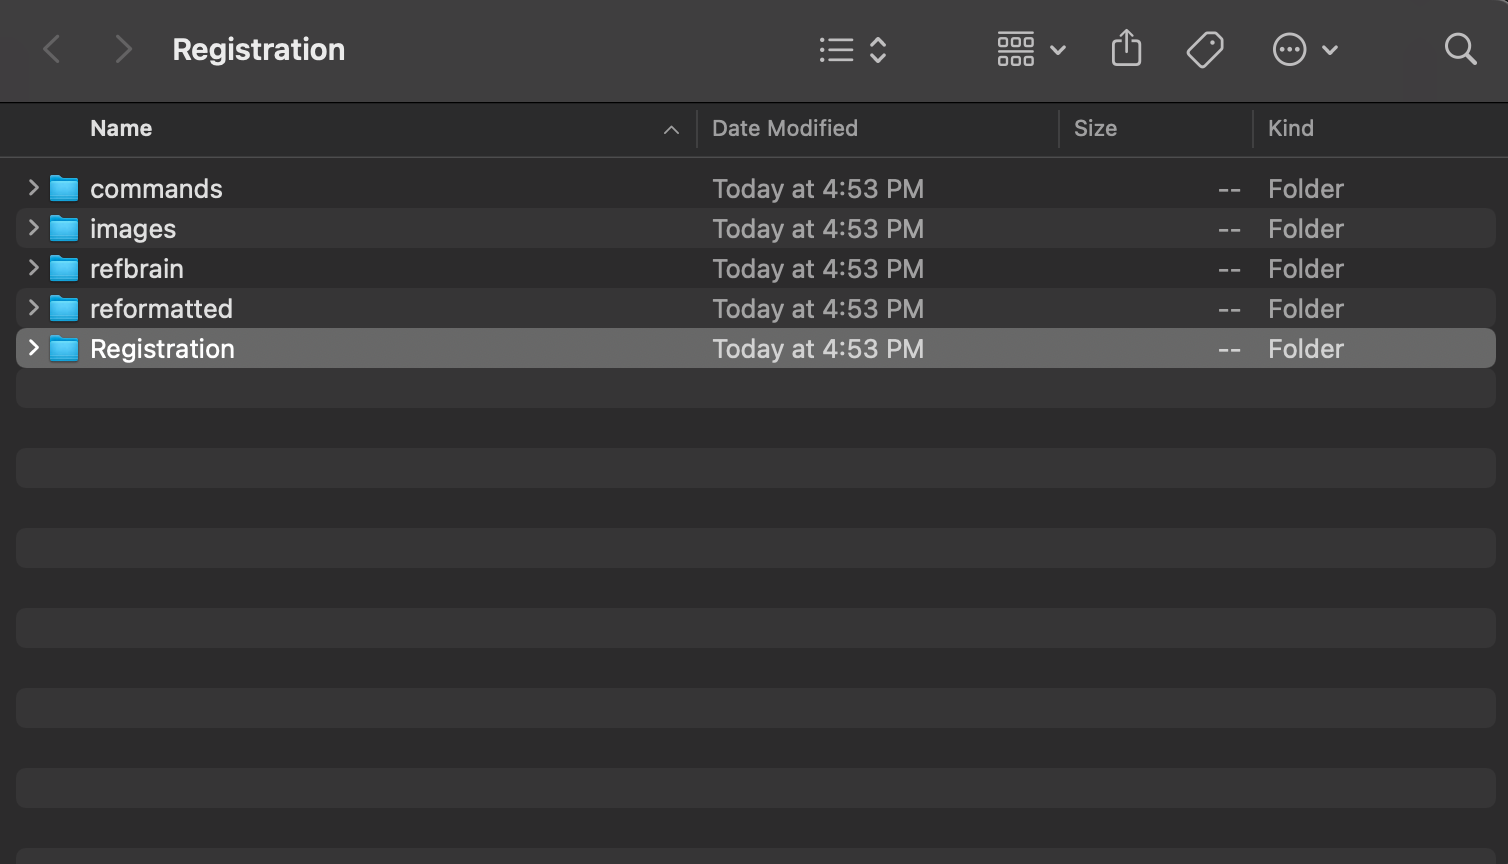 Registration
Name Date Modified Size Kind
commands Today at 4:53 PM -- Folder
images Today at 4:53 PM -- Folder
refbrain Today at 4:53 PM -- Folder
reformatted Today at 4:53 PM -- Folder
Registration Today at 4:53 PM -- Folder